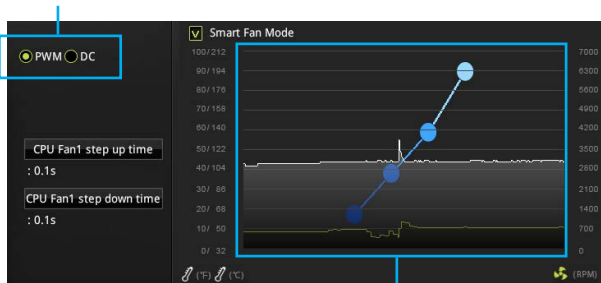 V Smart Fan Mode
PWM DC
100/212 7000
90/194 6300
80/176 5600
70/158 4900
60/140 4200
CPU Fan1 step up time
50/122 3500
: 0.1s
40/104 2800
CPU Fan1 step down time
30/ 86 2100
20/ 68 1400
: 0.1s
10/ 50 700
0/ 32 0
(°F) (°C) (RPM)